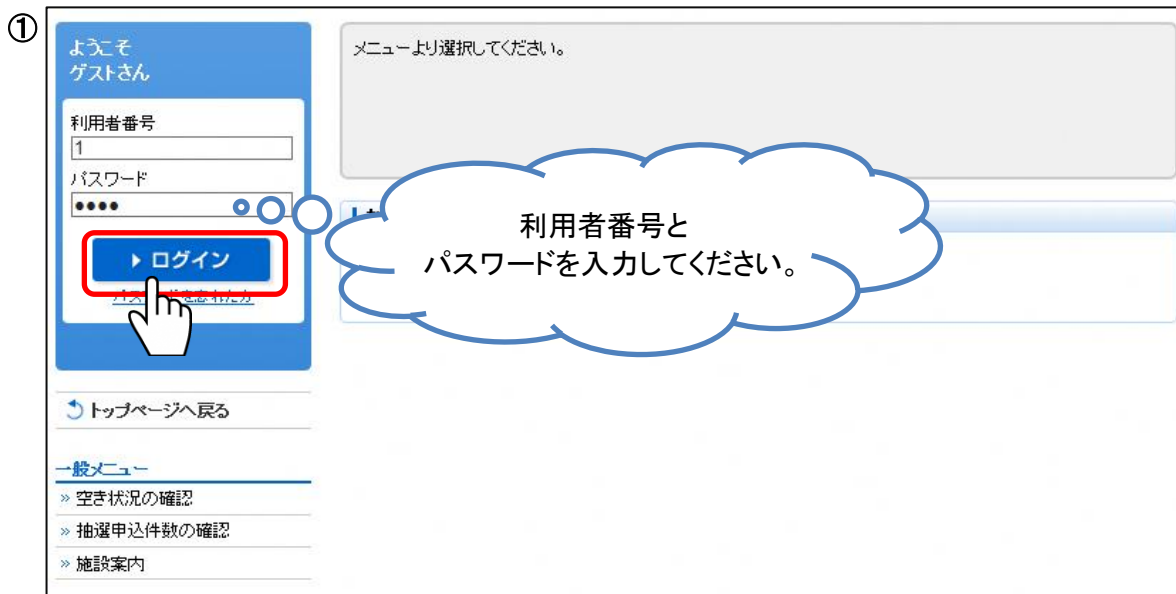 ①
ようこそ
ゲストさん
利用者番号
1
パスワード
••••
ログイン
トップページへ戻る
一般メニュー
» 空き状況の確認
» 抽選申込件数の確認
» 施設案内
メニューより選択してください。
利用者番号と
パスワードを入力してください。